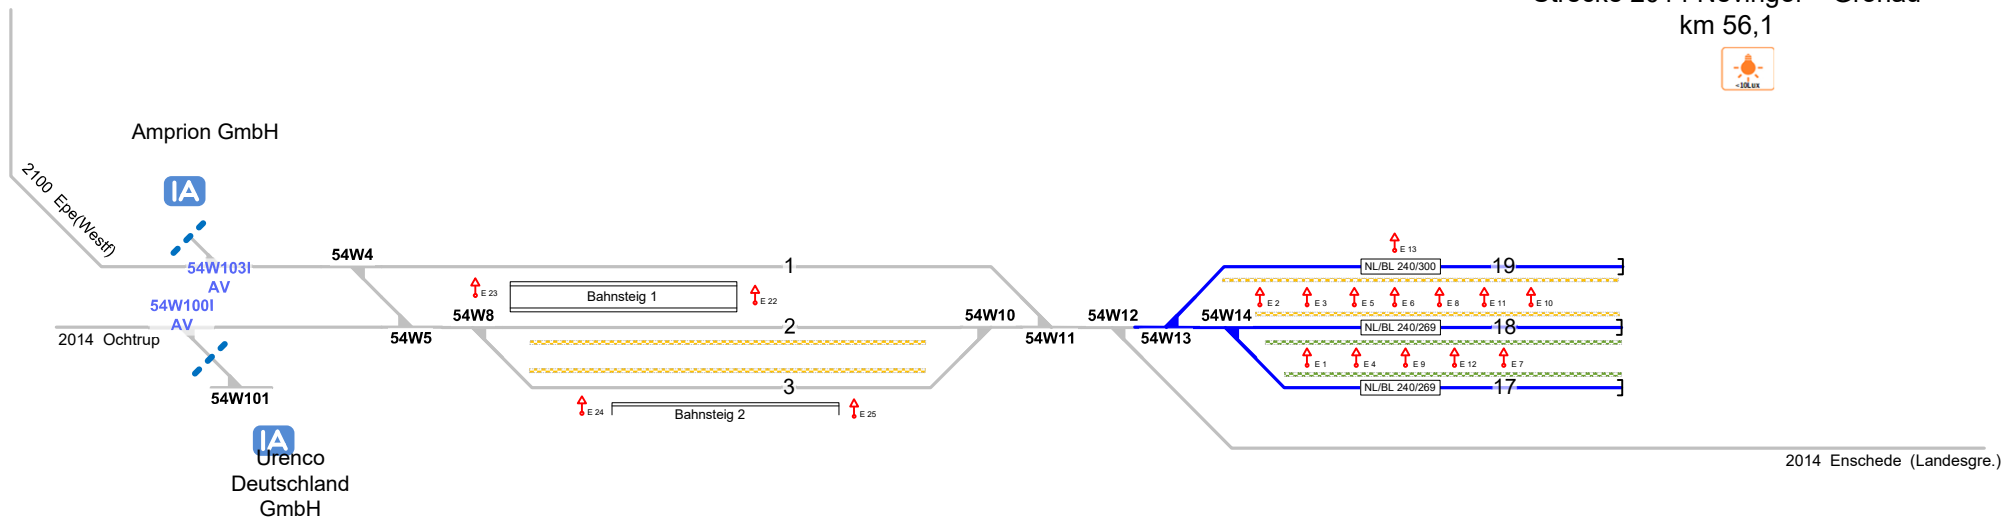 km 56,1
<10Lux
Amprion GmbH
IA
2100 Epe(Westf)
54W103I
AV
54W100I
AV
2014 Ochtrup
54W101
IA
Urenco
Deutschland
GmbH
54W4
54W5
54W8
E 23
Bahnsteig 1
E 22
1
2
3
E 24
Bahnsteig 2
E 25
54W10
54W11
54W12
54W13
54W14
E 13
NL/BL 240/300
19
E 2
E 3
E 5
E 6
E 8
E 11
E 10
NL/BL 240/269
18
E 1
E 4
E 9
E 12
E 7
NL/BL 240/269
17
2014 Enschede (Landesgre.)